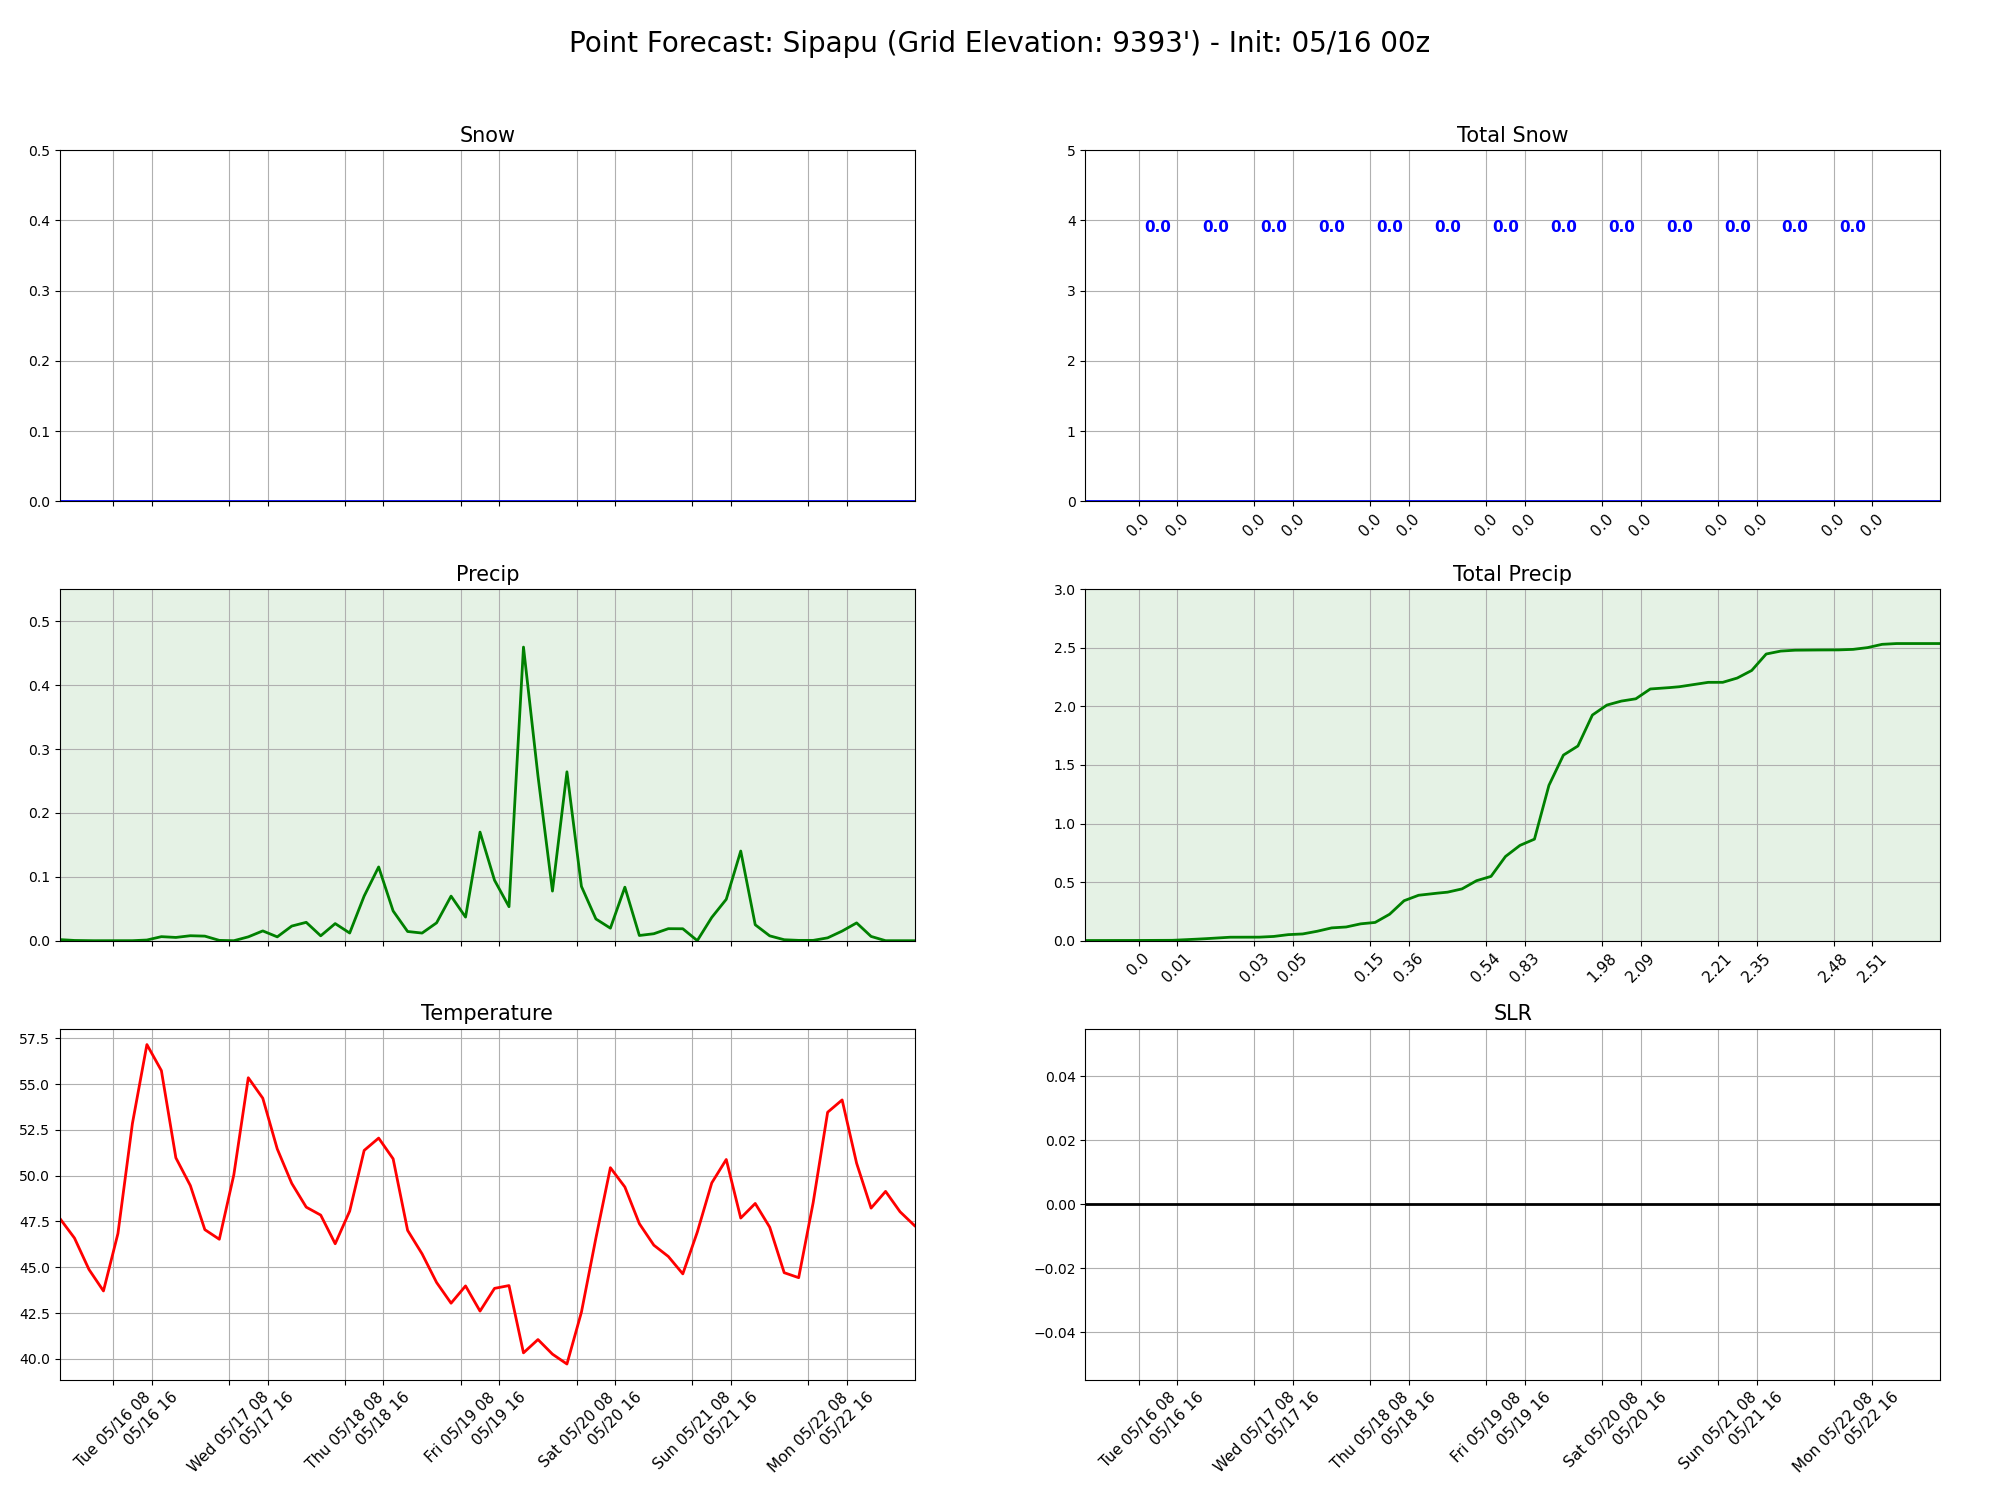 Point Forecast: Sipapu (Grid Elevation: 9393') - Init: 05/16 00z
Snow
0.5
0.4
0.3
0.2
0.1
0.0
Total Snow
5
4
3
2
1
0
0.0 0.0 0.0 0.0 0.0 0.0 0.0 0.0 0.0 0.0 0.0 0.0 0.0
0.0 0.0 0.0 0.0 0.0 0.0 0.0 0.0 0.0 0.0 0.0 0.0 0.0 0.0
Precip
0.5
0.4
0.3
0.2
0.1
0.0
Total Precip
3.0
2.5
2.0
1.5
1.0
0.5
0.0
0.0 0.01 0.03 0.05 0.15 0.36 0.54 0.83 1.98 2.09 2.21 2.35 2.48 2.51
Temperature
57.5
55.0
52.5
50.0
47.5
45.0
42.5
40.0
Tue 05/16 08
05/16 16
Wed 05/17 08
05/17 16
Thu 05/18 08
05/18 16
Fri 05/19 08
05/19 16
Sat 05/20 08
05/20 16
Sun 05/21 08
05/21 16
Mon 05/22 08
05/22 16
SLR
0.04
0.02
0.00
−0.02
−0.04
Tue 05/16 08
05/16 16
Wed 05/17 08
05/17 16
Thu 05/18 08
05/18 16
Fri 05/19 08
05/19 16
Sat 05/20 08
05/20 16
Sun 05/21 08
05/21 16
Mon 05/22 08
05/22 16